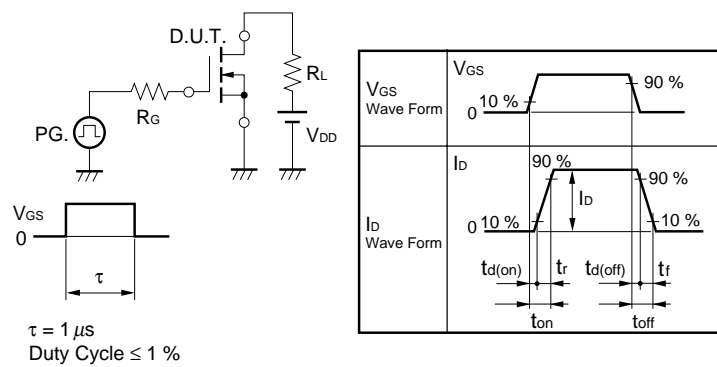 D.U.T.
RL
RG
PG.
VDD
VGS
0
τ
τ = 1 μs
Duty Cycle ≤ 1 %
VGS
Wave Form
VGS
10 %
90 %
0
ID
Wave Form
ID
90 %
90 %
ID
10 %
10 %
0
td(on)
tr
td(off)
tf
ton
toff